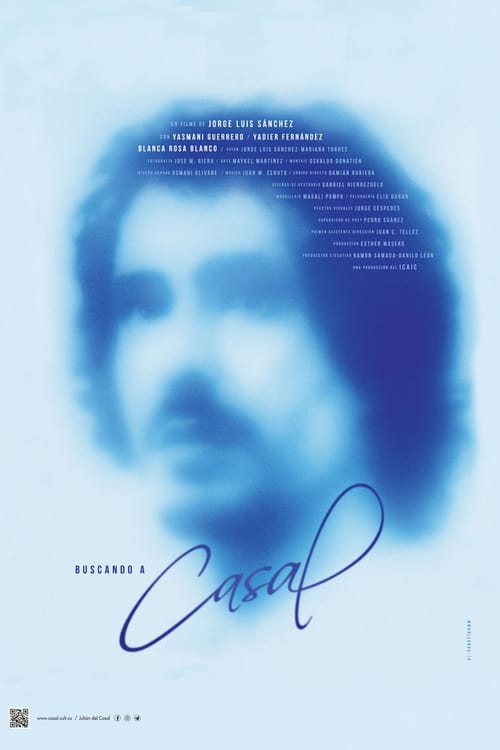 UN FILME DE JORGE LUIS SÁNCHEZ
CON YASMANI GUERRERO / YADIER FERNÁNDEZ
BLANCA ROSA BLANCO / GUION JORGE LUIS SÁNCHEZ-MARIANA TORRES
FOTOGRAFÍA JOSÉ M. RIERA / ARTE MAYKEL MARTÍNEZ / MONTAJE OSVALDO DONATIÉN
DISEÑO SONORO OSMANI OLIVARE / MÚSICA JUAN M. CERUTO / SONIDO DIRECTO DAMIÁN RUBIERA
DISEÑO DE VESTUARIO GABRIEL HIERREZUELO
MAQUILLAJE MAGALI POMPA / PELUQUERÍA ELIO DURÁN
EFECTOS VISUALES JORGE CÉSPEDES
SUPERVISOR DE POST PEDRO SUÁREZ
PRIMER ASISTENTE DIRECCIÓN JUAN C. TELLÉZ
PRODUCCIÓN ESTHER MASERO
PRODUCCIÓN EJECUTIVA RAMÓN SAMADA-DANILO LEÓN
UNA PRODUCCIÓN DEL ICAIC
BUSCANDO A
Casal
www.casal.cult.cu / Julián del Casal